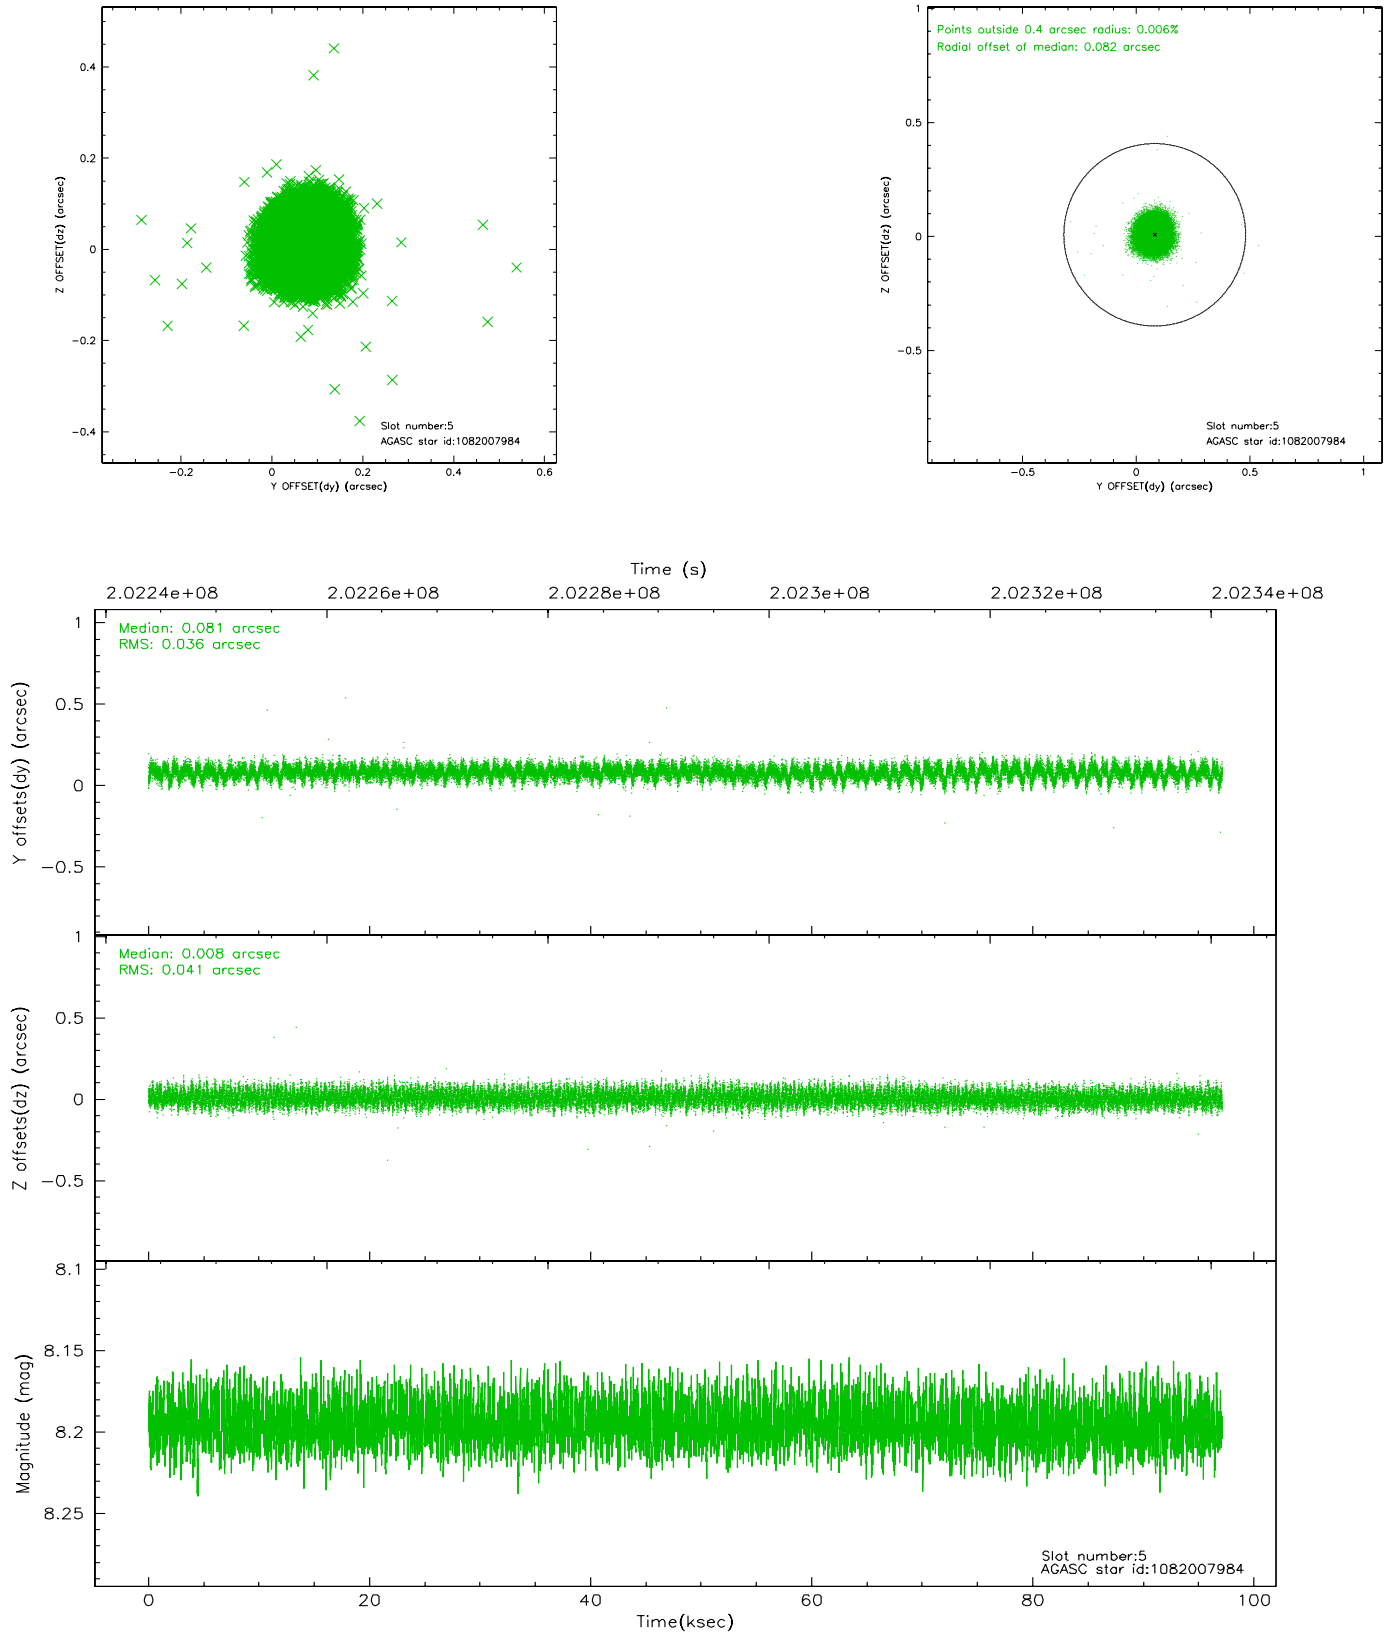 0.4
0.2
0
−0.2
−0.4
Z OFFSET(dz) (arcsec)
Slot number:5
AGASC star id:1082007984
−0.2 0 0.2 0.4 0.6
Y OFFSET(dy) (arcsec)
Points outside 0.4 arcsec radius: 0.006%
Radial offset of median: 0.082 arcsec
1
0.5
0
−0.5
Z OFFSET(dz) (arcsec)
Slot number:5
AGASC star id:1082007984
−0.5 0 0.5 1
Y OFFSET(dy) (arcsec)
Time (s)
2.0224e+08 2.0226e+08 2.0228e+08 2.023e+08 2.0232e+08 2.0234e+08
Median: 0.081 arcsec
RMS: 0.036 arcsec
1
0.5
0
−0.5
Y offsets(dy) (arcsec)
Median: 0.008 arcsec
RMS: 0.041 arcsec
1
0.5
0
−0.5
Z offsets(dz) (arcsec)
8.1
8.15
8.2
8.25
Magnitude (mag)
Slot number:5
AGASC star id:1082007984
0 20 40 60 80 100
Time(ksec)